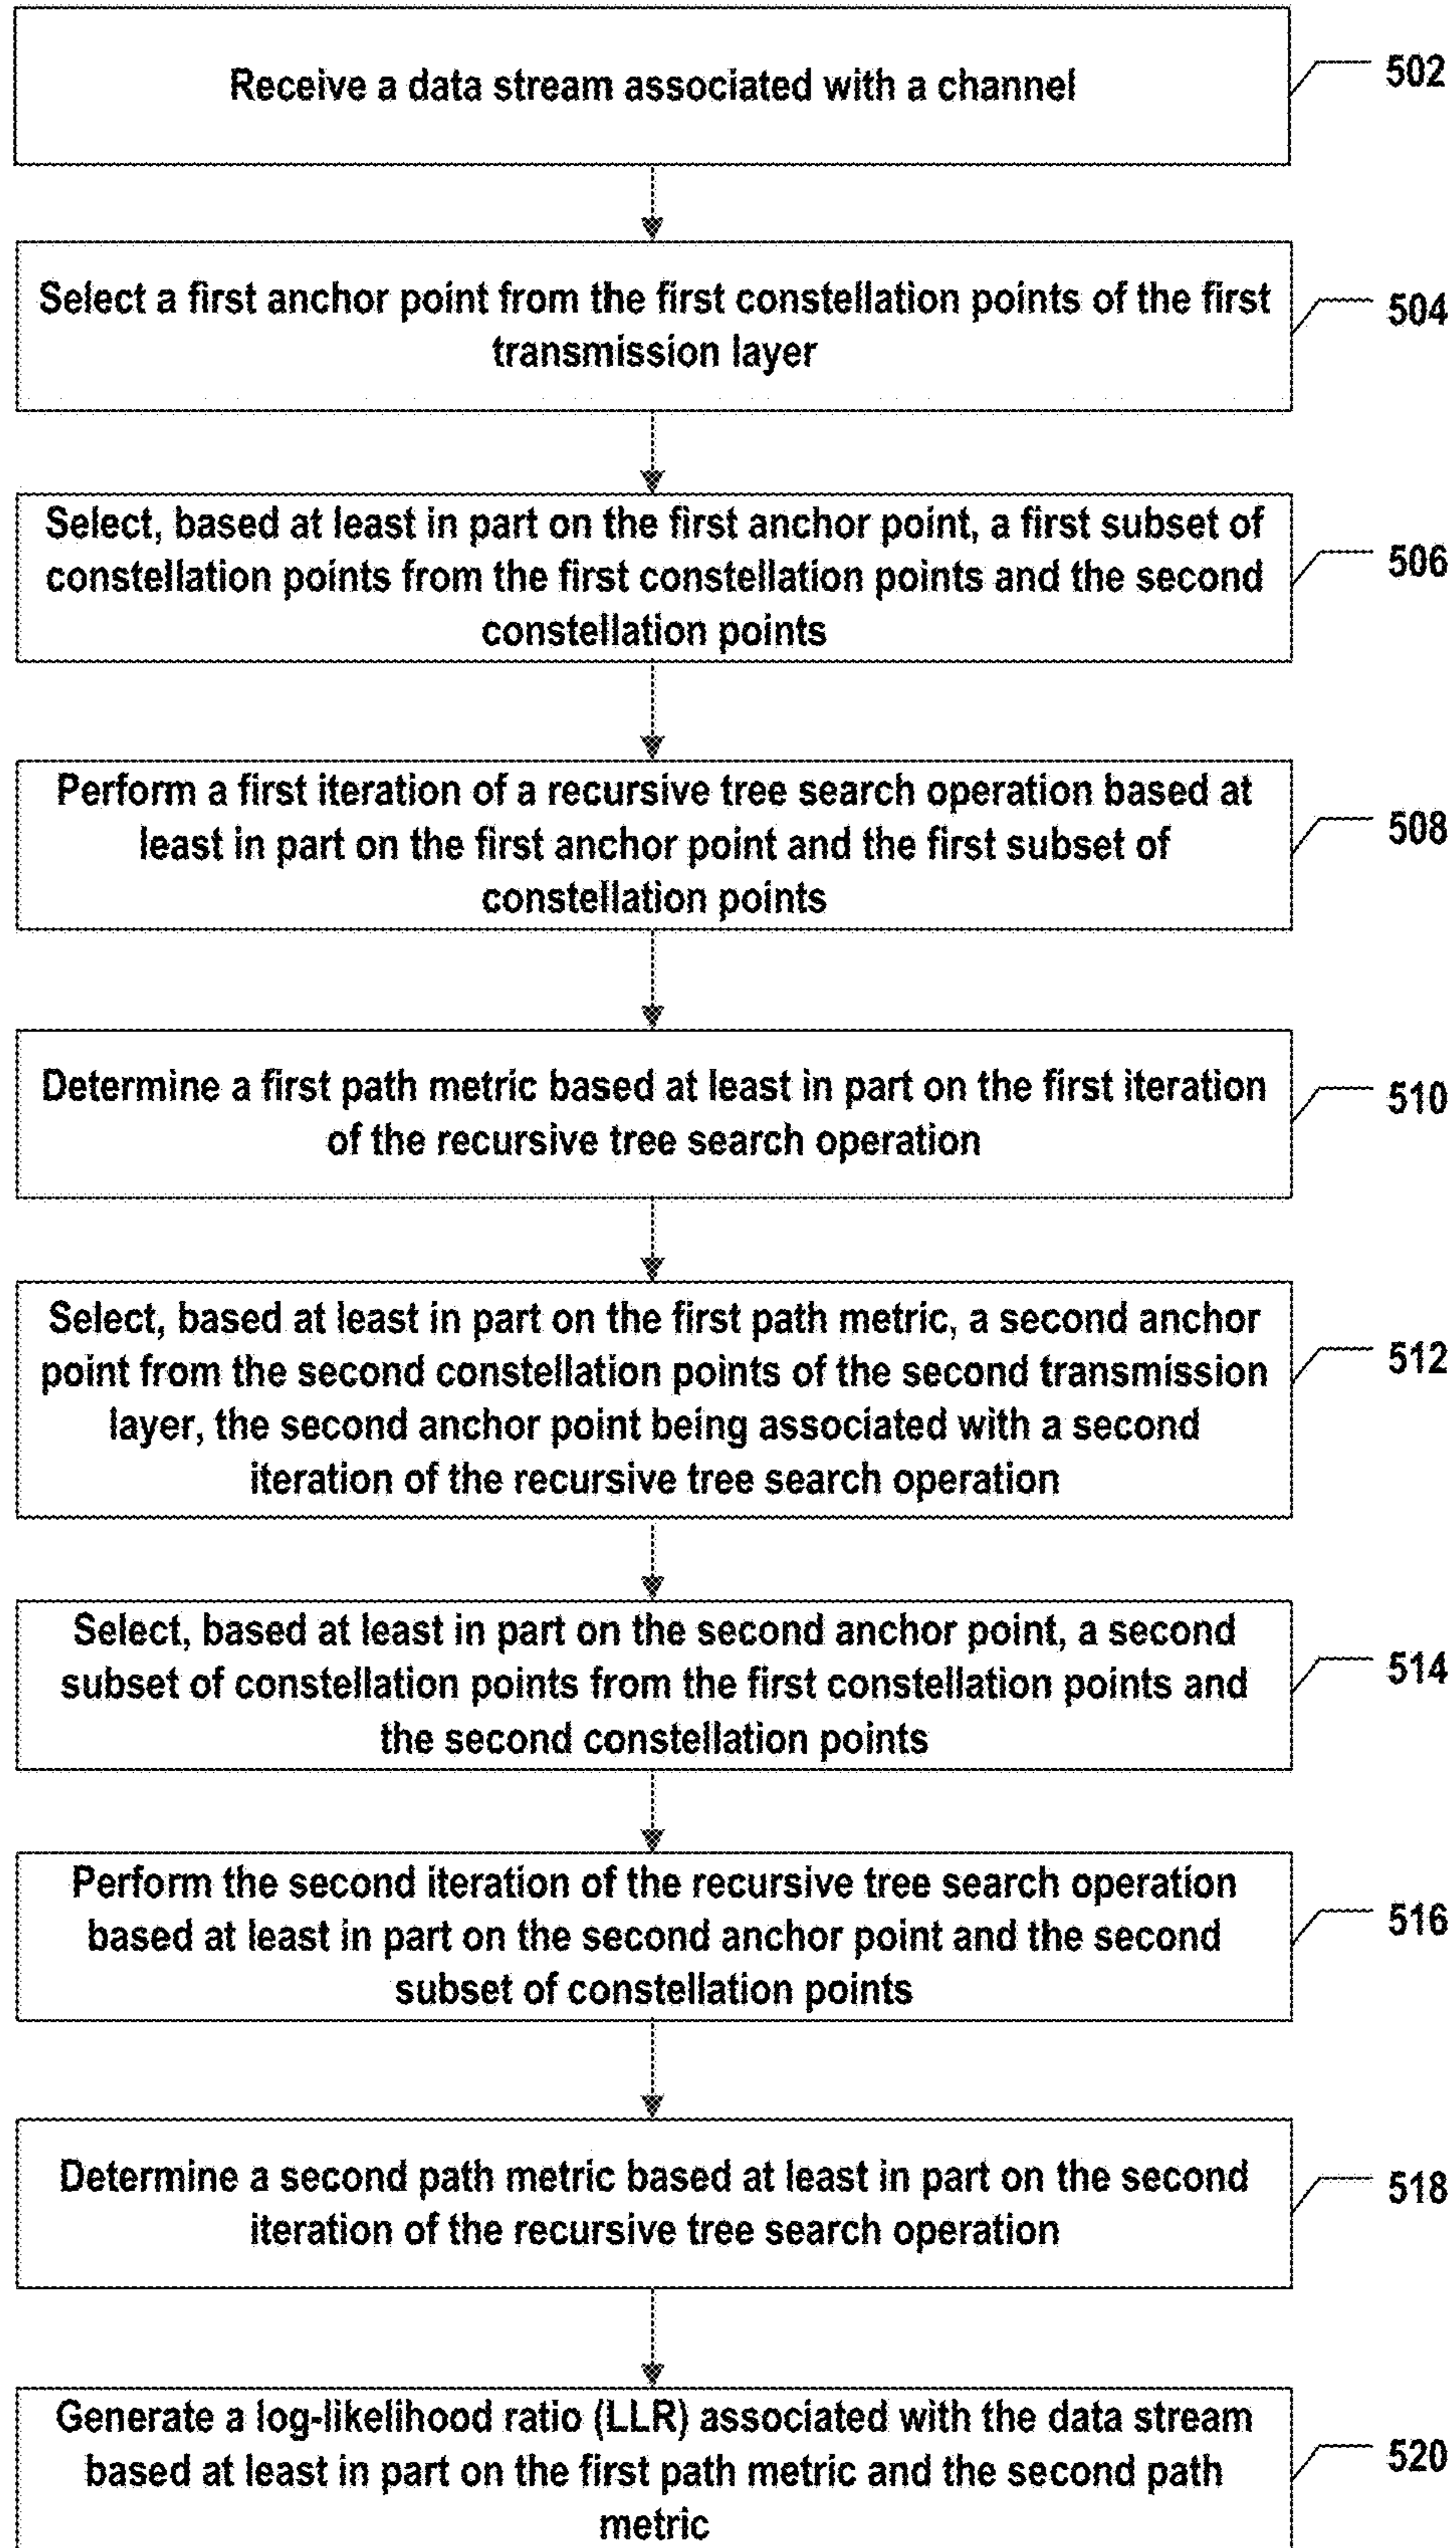 Receive a data stream associated with a channel
502
Select a first anchor point from the first constellation points of the first
transmission layer
504
Select, based at least in part on the first anchor point, a first subset of
constellation points from the first constellation points and the second
constellation points
506
Perform a first iteration of a recursive tree search operation based at
least in part on the first anchor point and the first subset of
constellation points
508
Determine a first path metric based at least in part on the first iteration
of the recursive tree search operation
510
Select, based at least in part on the first path metric, a second anchor
point from the second constellation points of the second transmission
layer, the second anchor point being associated with a second
iteration of the recursive tree search operation
512
Select, based at least in part on the second anchor point, a second
subset of constellation points from the first constellation points and
the second constellation points
514
Perform the second iteration of the recursive tree search operation
based at least in part on the second anchor point and the second
subset of constellation points
516
Determine a second path metric based at least in part on the second
iteration of the recursive tree search operation
518
Generate a log-likelihood ratio (LLR) associated with the data stream
based at least in part on the first path metric and the second path
metric
520